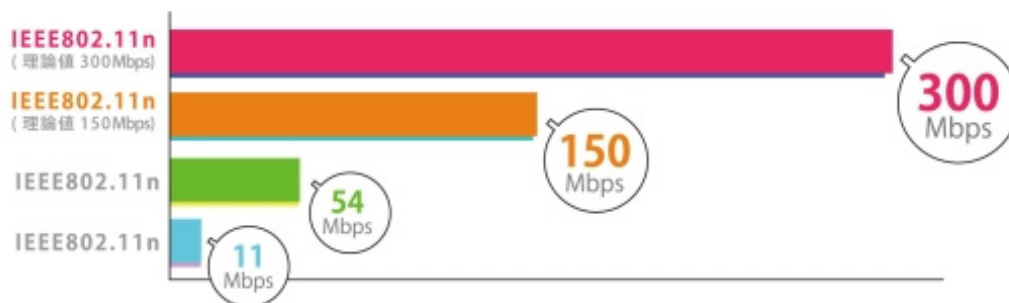 IEEE802.11n
( 理論値 300Mbps)
300
Mbps
IEEE802.11n
( 理論値 150Mbps)
150
Mbps
IEEE802.11n
54
Mbps
IEEE802.11n
11
Mbps